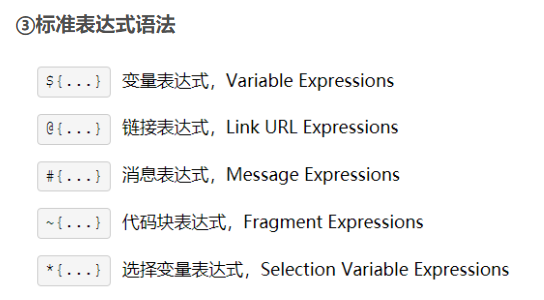 ③标准表达式语法
${...} 变量表达式，Variable Expressions
@{...} 链接表达式，Link URL Expressions
#{...} 消息表达式，Message Expressions
~{...} 代码块表达式，Fragment Expressions
*{...} 选择变量表达式，Selection Variable Expressions